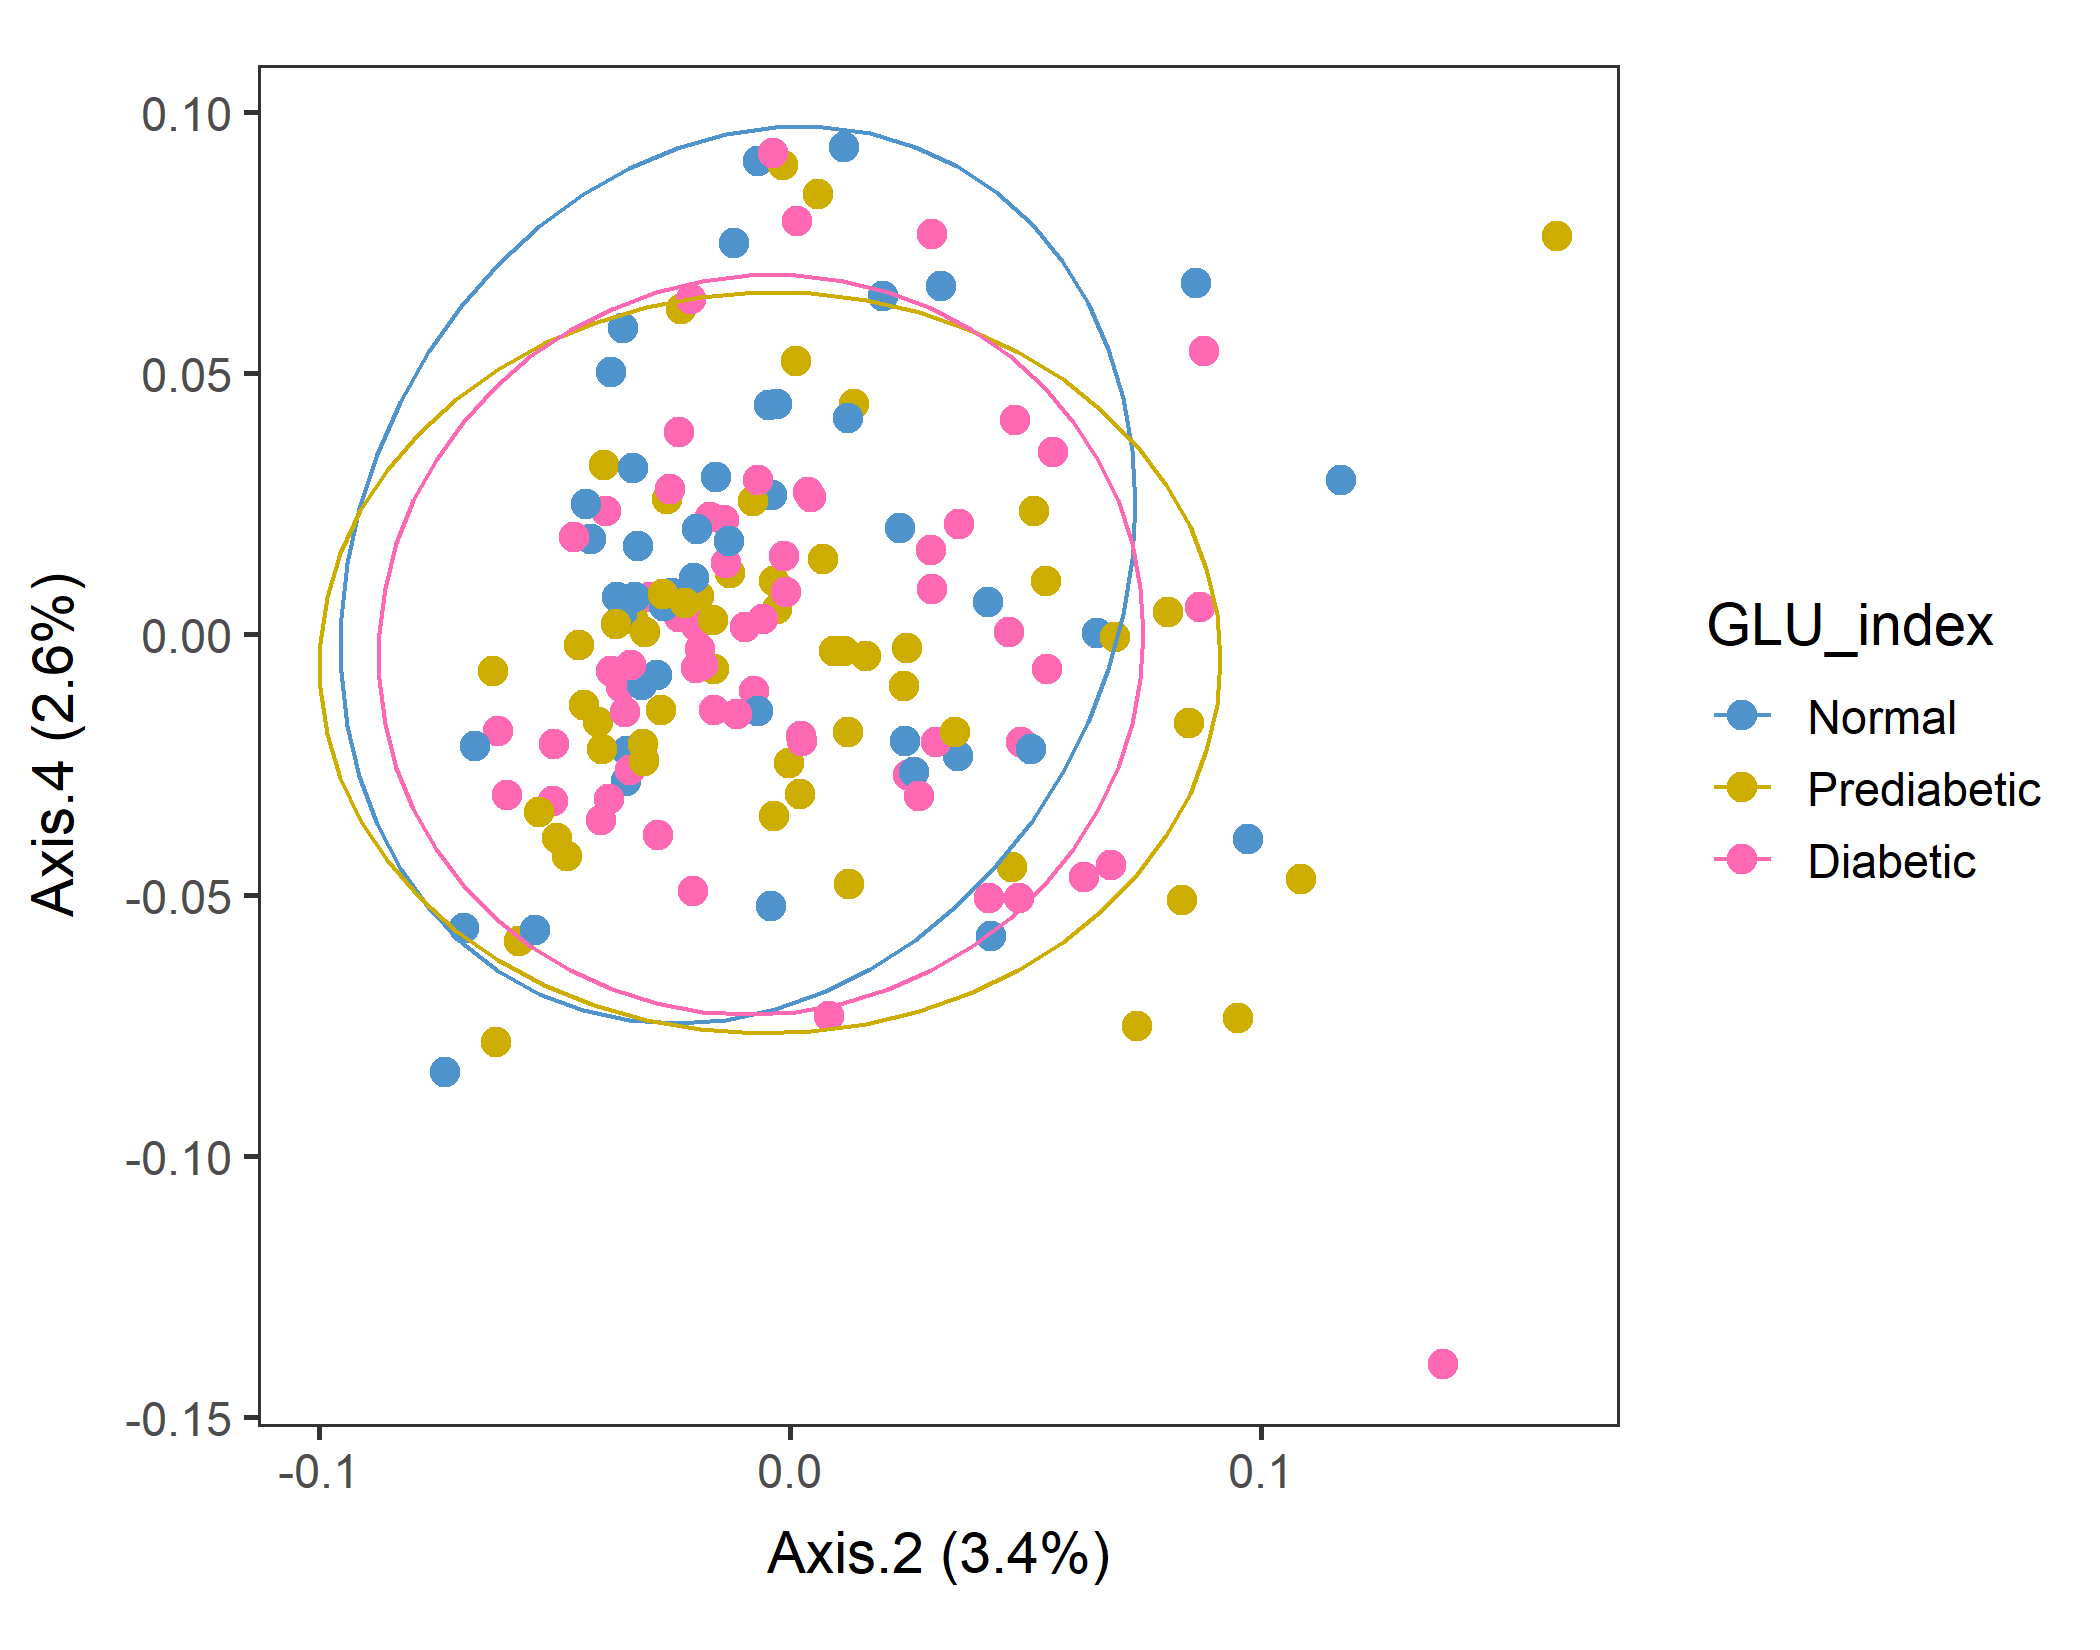 0.10
0.05
0.00
-0.05
-0.10
-0.15
Axis.4 (2.6%)
-0.1
0.0
0.1
Axis.2 (3.4%)
GLU_index
Normal
Prediabetic
Diabetic